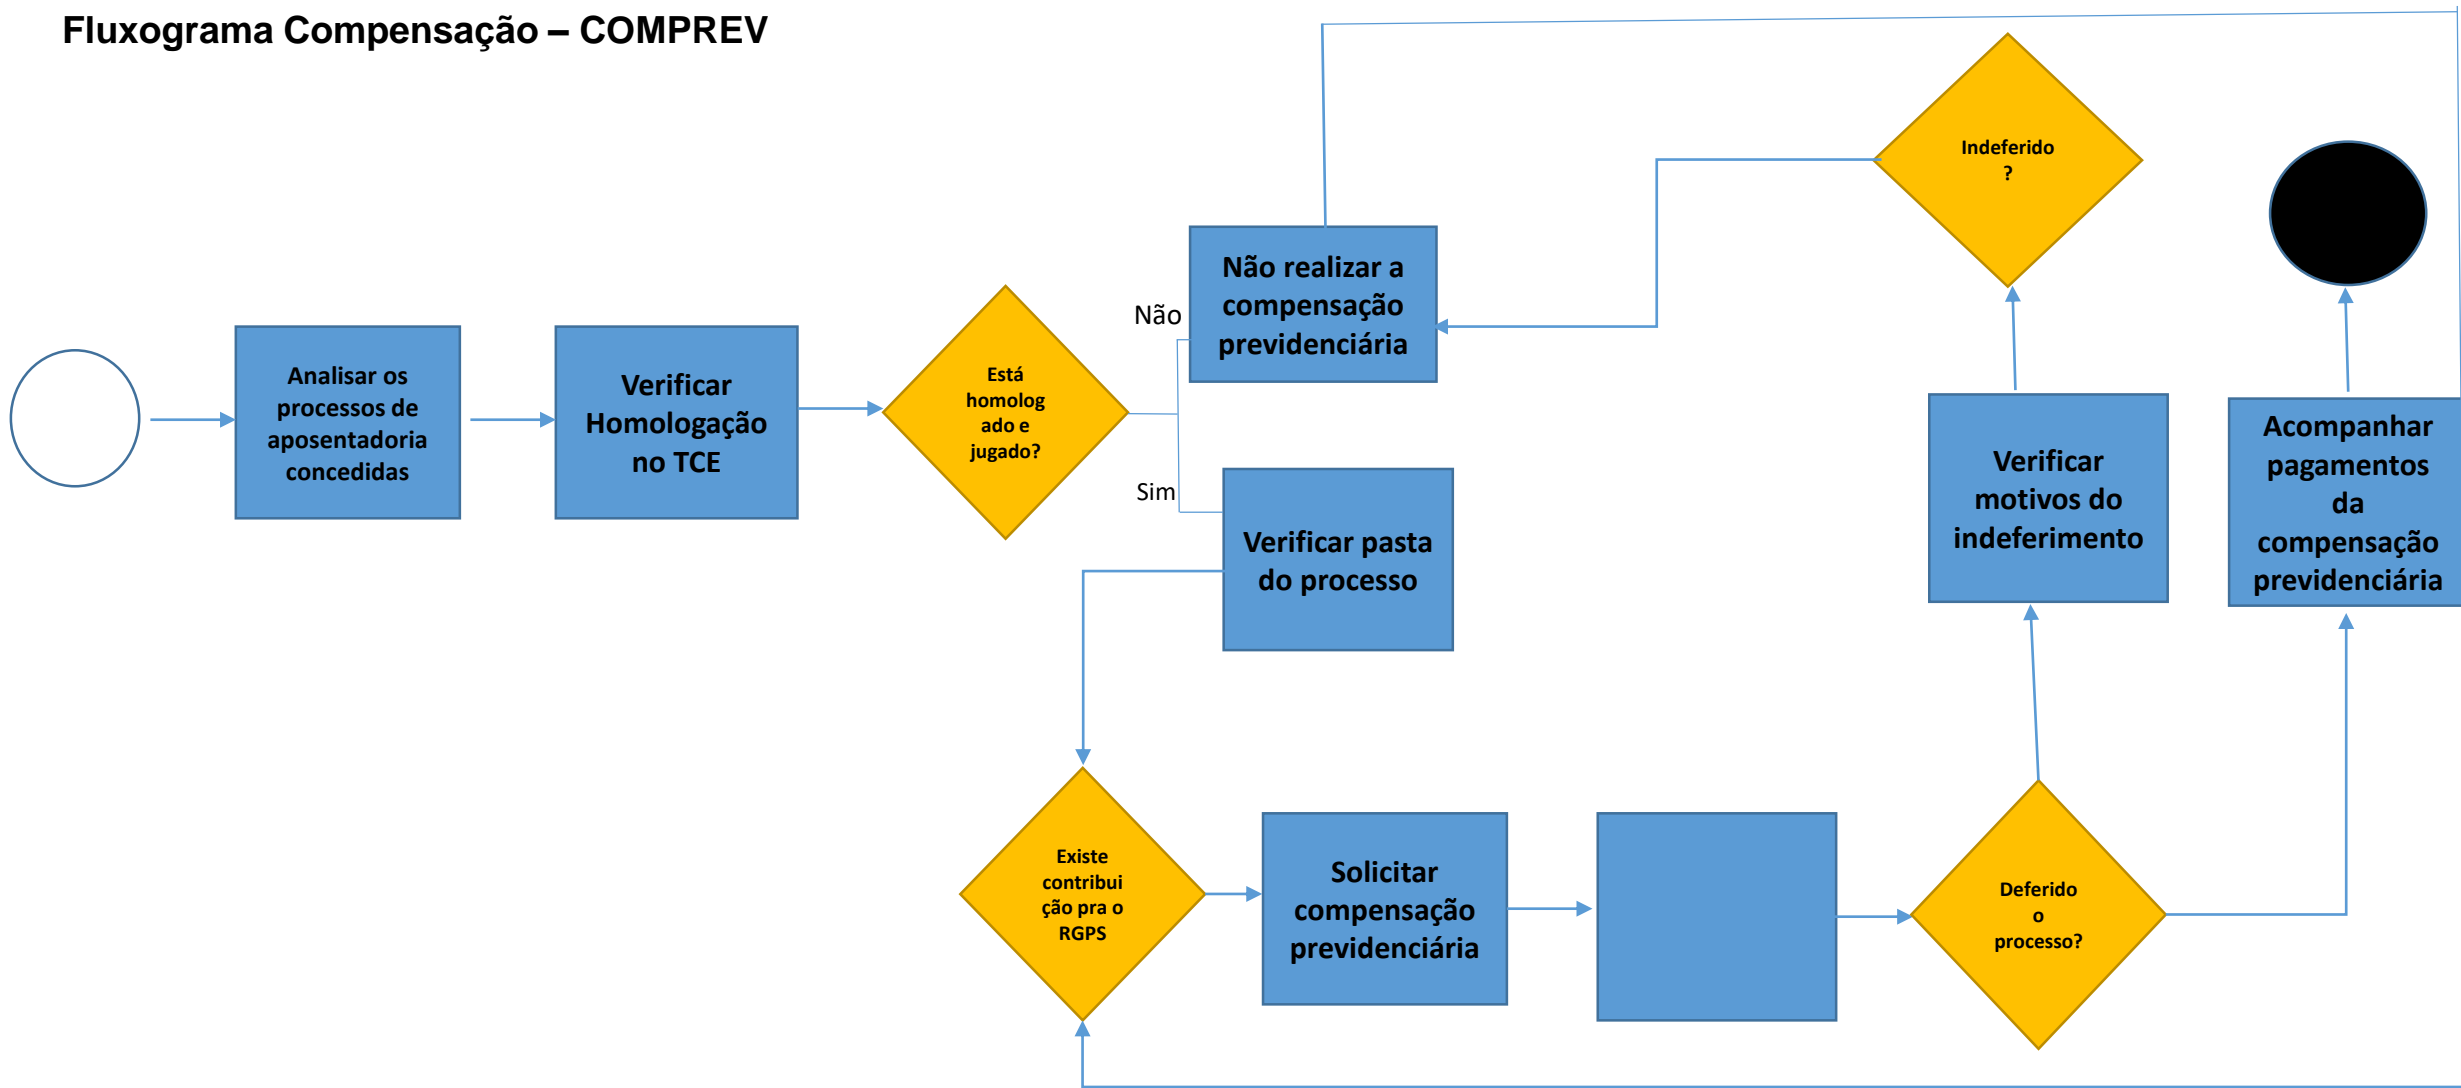 Fluxograma Compensação – COMPREV
Analisar os
processos de
aposentadoria
concedidas
Verificar
Homologação
no TCE
Está
homolog
ado e
jugado?
Não
Sim
Não realizar a
compensação
previdenciária
Verificar pasta
do processo
Existe
contribui
ção pra o
RGPS
Solicitar
compensação
previdenciária
Deferido
o
processo?
Verificar
motivos do
indeferimento
Indeferido
?
Acompanhar
pagamentos
da
compensação
previdenciária